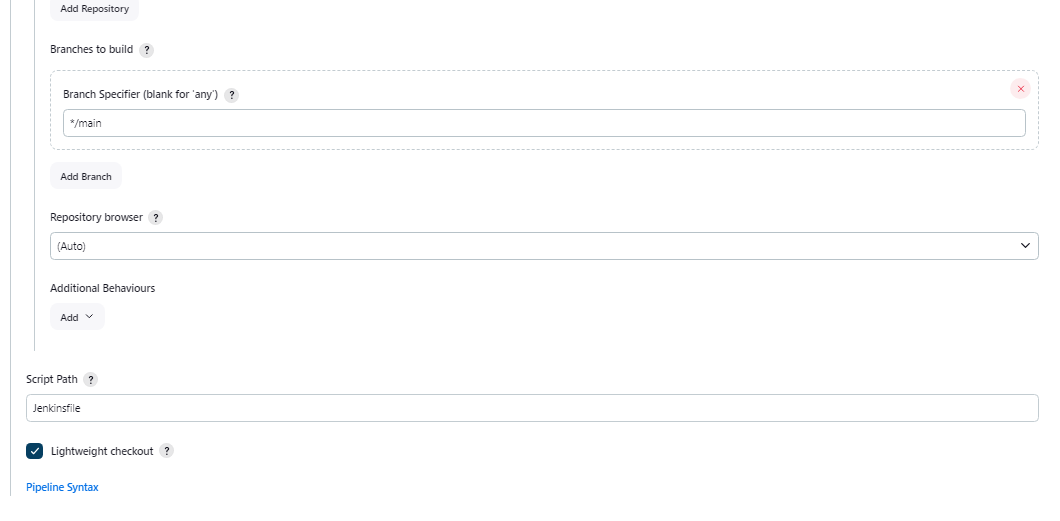 Add Repository
Branches to build ?
Branch Specifier (blank for 'any') ?
*/main
Add Branch
Repository browser ?
(Auto)
Additional Behaviours
Add
Script Path ?
Jenkinsfile
Lightweight checkout ?
Pipeline Syntax